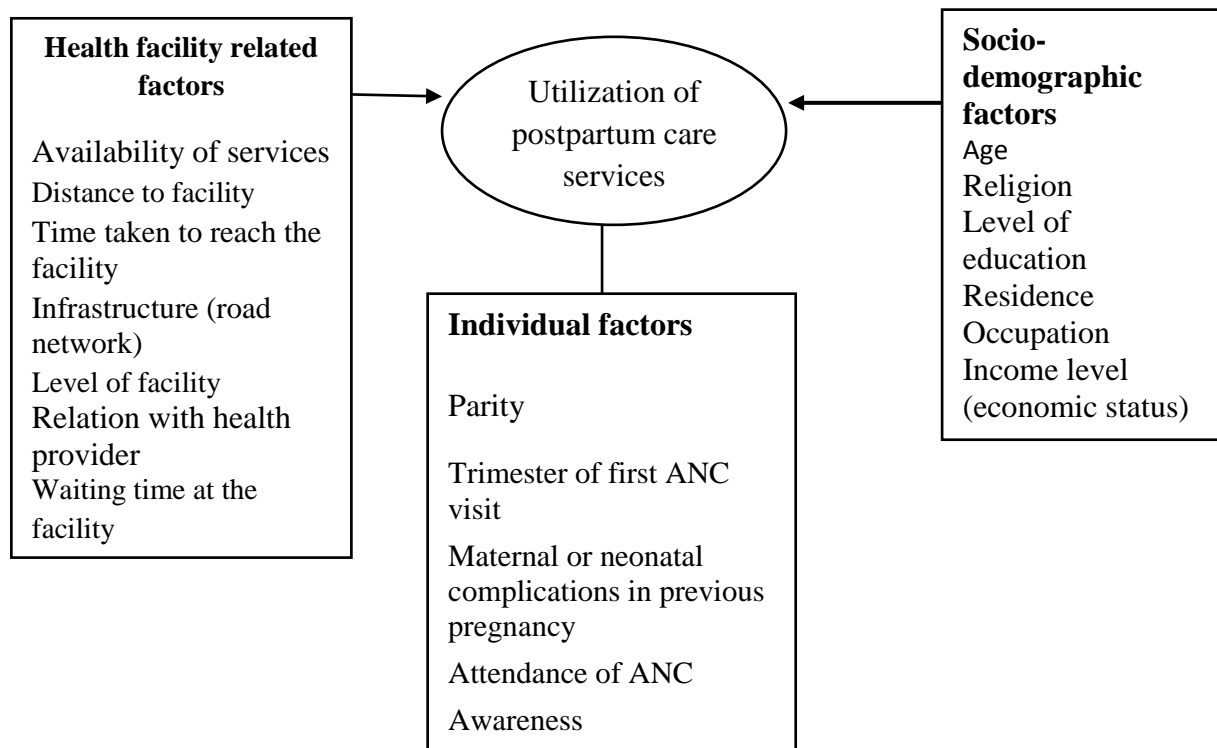 Health facility related
factors
Availability of services
Distance to facility
Time taken to reach the
facility
Infrastructure (road
network)
Level of facility
Relation with health
provider
Waiting time at the
facility
Utilization of
postpartum care
services
Individual factors
Parity
Trimester of first ANC
visit
Maternal or neonatal
complications in previous
pregnancy
Attendance of ANC
Awareness
Socio-
demographic
factors
Age
Religion
Level of
education
Residence
Occupation
Income level
(economic status)